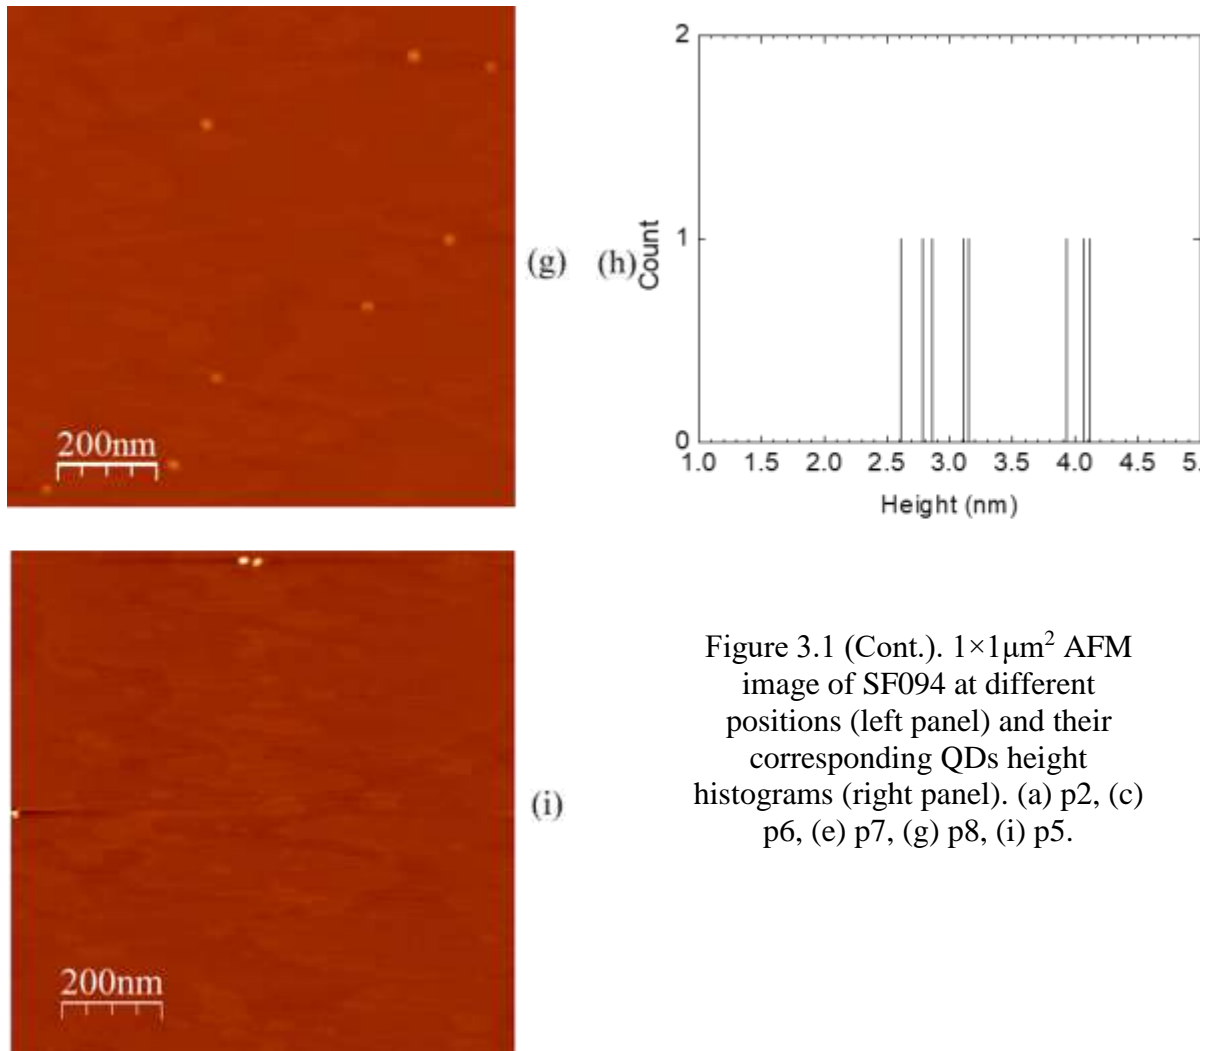 (g)
200nm
(h)
2
1
0
Count
1.0 1.5 2.0 2.5 3.0 3.5 4.0 4.5 5.
Height (nm)
(i)
200nm
Figure 3.1 (Cont.). 1×1μm² AFM
image of SF094 at different
positions (left panel) and their
corresponding QDs height
histograms (right panel). (a) p2, (c)
p6, (e) p7, (g) p8, (i) p5.